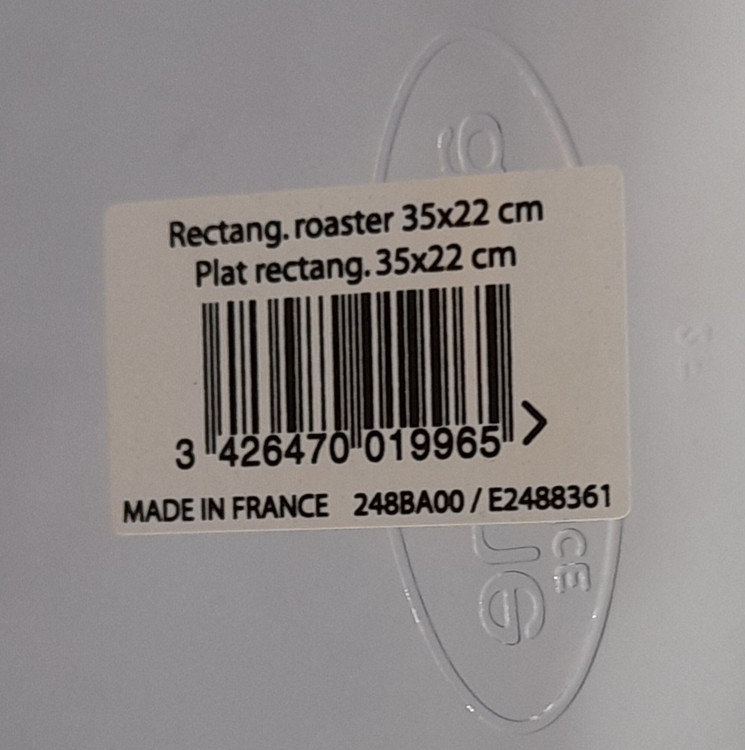 Rectang. roaster 35x22 cm
Plat rectang. 35x22 cm
3 426470 019965 >
MADE IN FRANCE 248BA00 / E2488361